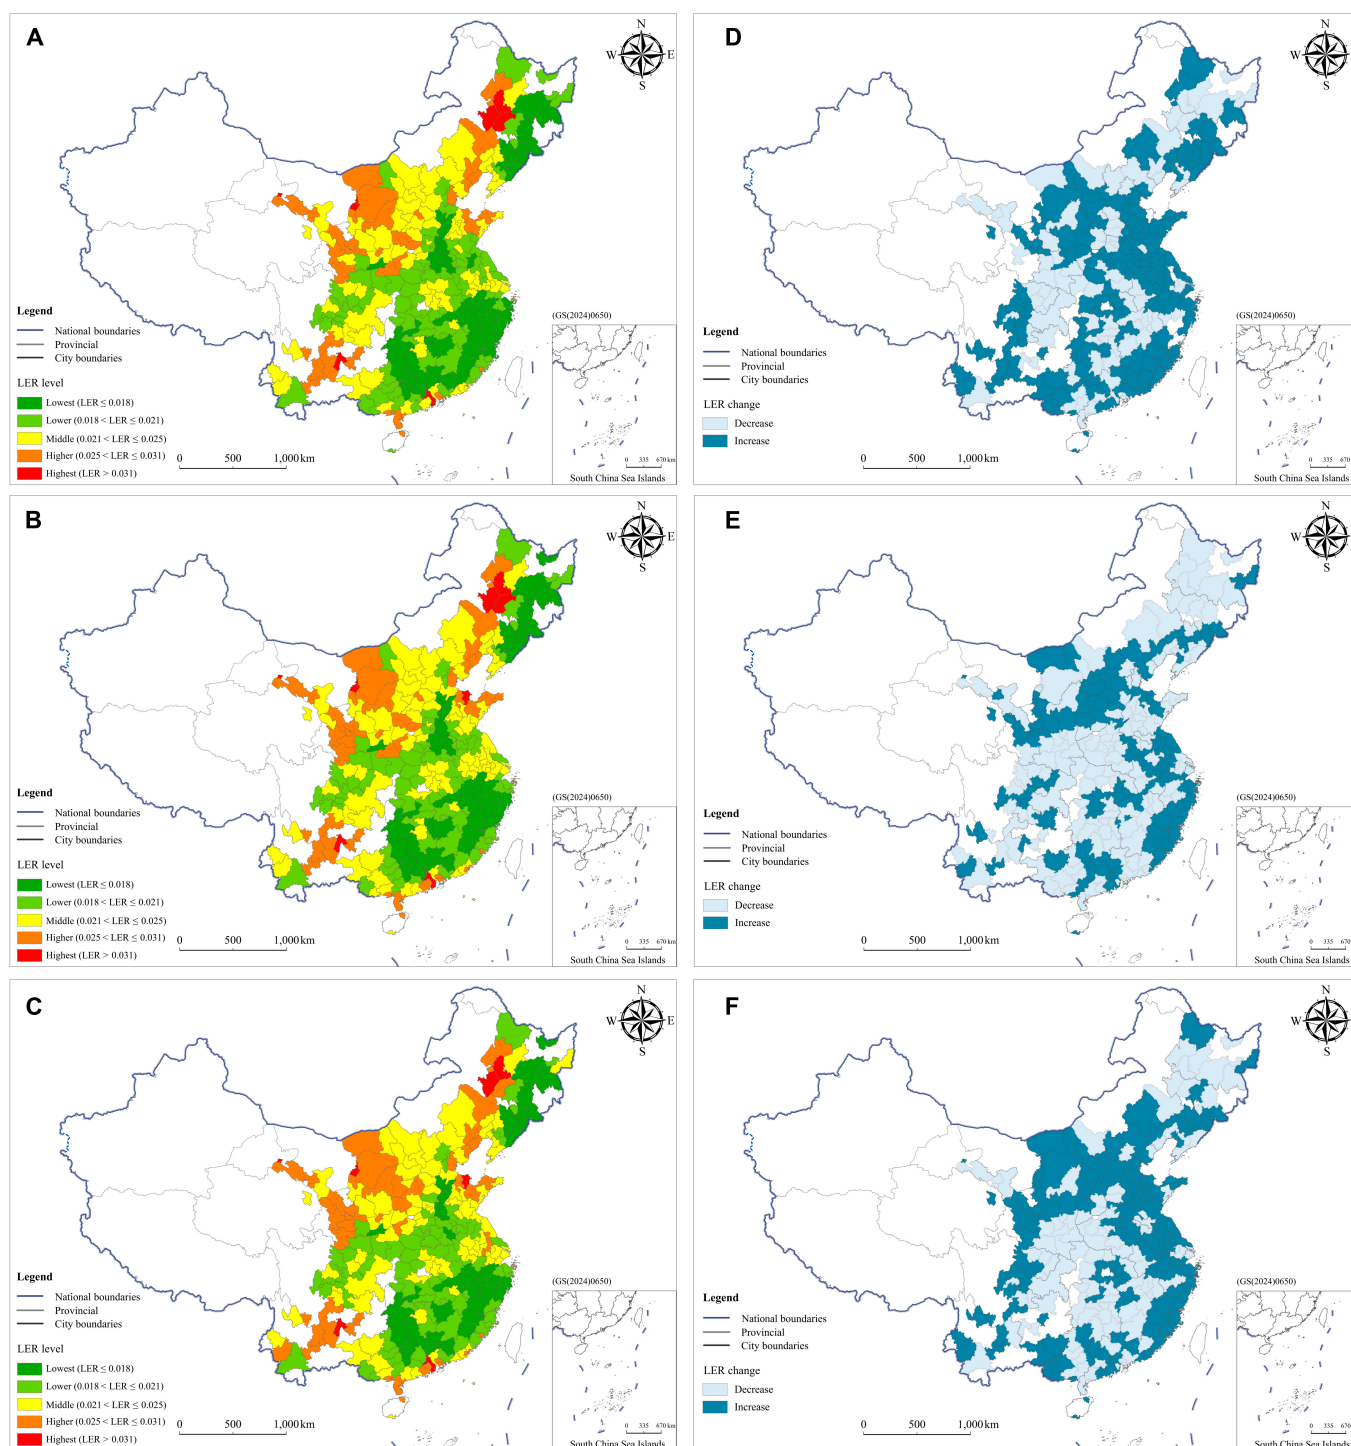 A
N
W E
S
Legend
National boundaries
Provincial
City boundaries
LER level
Lowest (LER ≤ 0.018)
Lower (0.018 < LER ≤ 0.021)
Middle (0.021 < LER ≤ 0.025)
Higher (0.025 < LER ≤ 0.031)
Highest (LER > 0.031)
0 500 1,000 km
(GS(2024)0650)
0 335 670 km
South China Sea Islands
D
N
W E
S
Legend
National boundaries
Provincial
City boundaries
LER change
Decrease
Increase
0 500 1,000 km
(GS(2024)0650)
0 335 670 km
South China Sea Islands
B
N
W E
S
Legend
National boundaries
Provincial
City boundaries
LER level
Lowest (LER ≤ 0.018)
Lower (0.018 < LER ≤ 0.021)
Middle (0.021 < LER ≤ 0.025)
Higher (0.025 < LER ≤ 0.031)
Highest (LER > 0.031)
0 500 1,000 km
(GS(2024)0650)
0 335 670 km
South China Sea Islands
E
N
W E
S
Legend
National boundaries
Provincial
City boundaries
LER change
Decrease
Increase
0 500 1,000 km
(GS(2024)0650)
0 335 670 km
South China Sea Islands
C
N
W E
S
Legend
National boundaries
Provincial
City boundaries
LER level
Lowest (LER ≤ 0.018)
Lower (0.018 < LER ≤ 0.021)
Middle (0.021 < LER ≤ 0.025)
Higher (0.025 < LER ≤ 0.031)
Highest (LER > 0.031)
0 500 1,000 km
(GS(2024)0650)
0 335 670 km
South China Sea Islands
F
N
W E
S
Legend
National boundaries
Provincial
City boundaries
LER change
Decrease
Increase
0 500 1,000 km
(GS(2024)0650)
0 335 670 km
South China Sea Islands